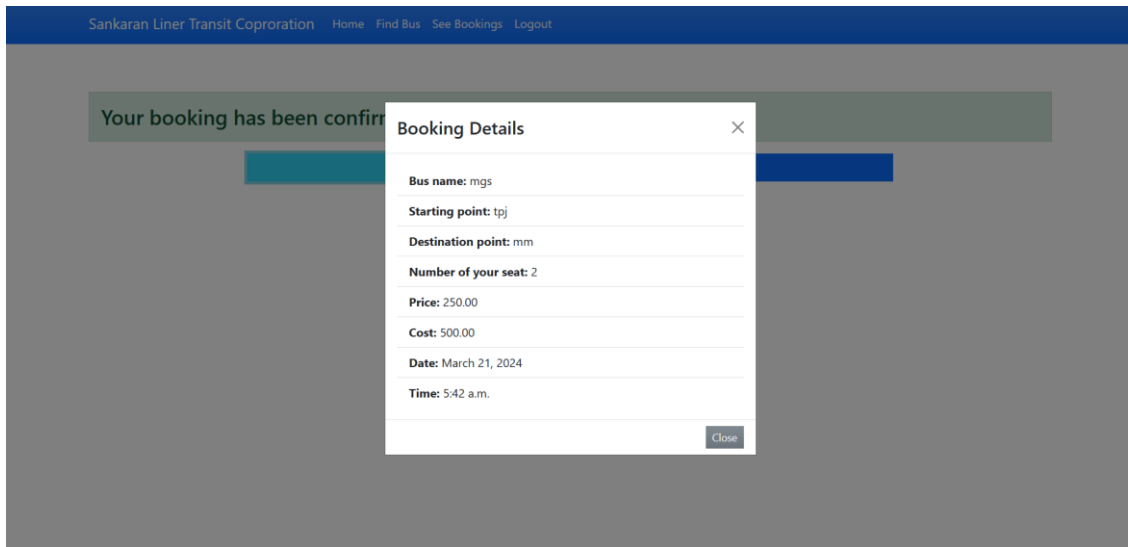 Sankaran Liner Transit Coproration Home Find Bus See Bookings Logout
Your booking has been
Booking Details
Bus name: mgs
Starting point: tpj
Destination point: mm
Number of your seat: 2
Price: 250.00
Cost: 500.00
Date: March 21, 2024
Time: 5:42 a.m.
Close